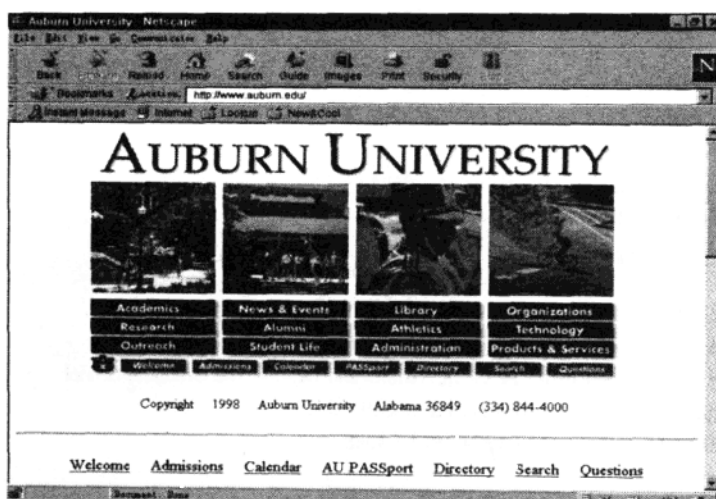 Auburn University - Netscape
File Edit View Go Communicator Help
Back Reload Home Search Guide Images Print Security
N
Bookmarks Location: http://www.auburn.edu/
Instant Message Internet Lookup New&Cool
AUBURN UNIVERSITY
Academics News & Events Library Organizations
Research Alumni Athletics Technology
Outreach Student Life Administration Products & Services
Welcome Admissions Calendar PASSport Directory Search Questions
Copyright 1998 Auburn University Alabama 36849 (334) 844-4000
Welcome Admissions Calendar AU PASSport Directory Search Questions
Document: Done